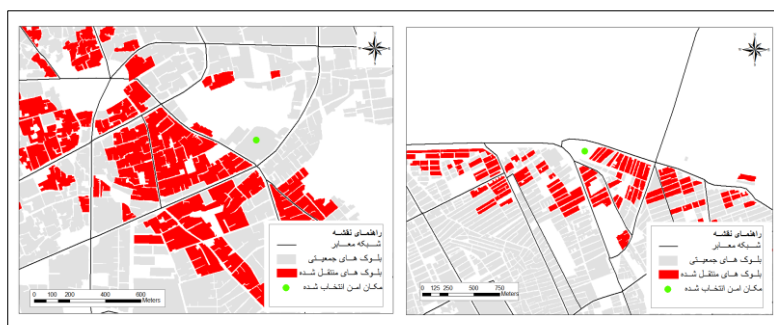 راهنمای نقشه
شبکه معابر
بلوک های جمعیتی
بلوک های منتقل شده
مکان امن انتخاب شده
0 100 200 400 600
Meters
راهنمای نقشه
شبکه معابر
بلوک های جمعیتی
بلوک های منتقل شده
مکان امن انتخاب شده
0 125 250 500 750
Meters